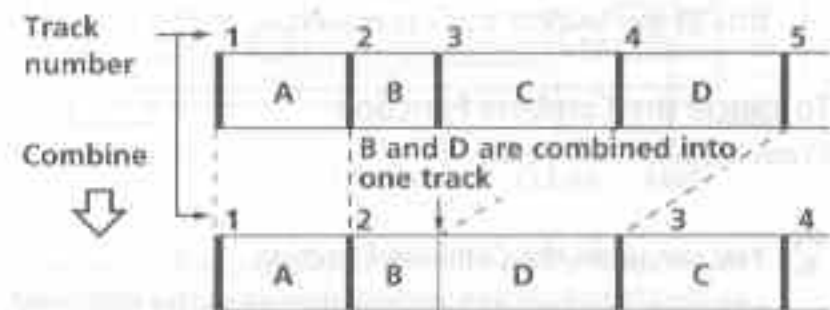 Track number
1 2 3 4 5
A B C D
Combine
B and D are combined into
one track
1 2 3 4
A B D C